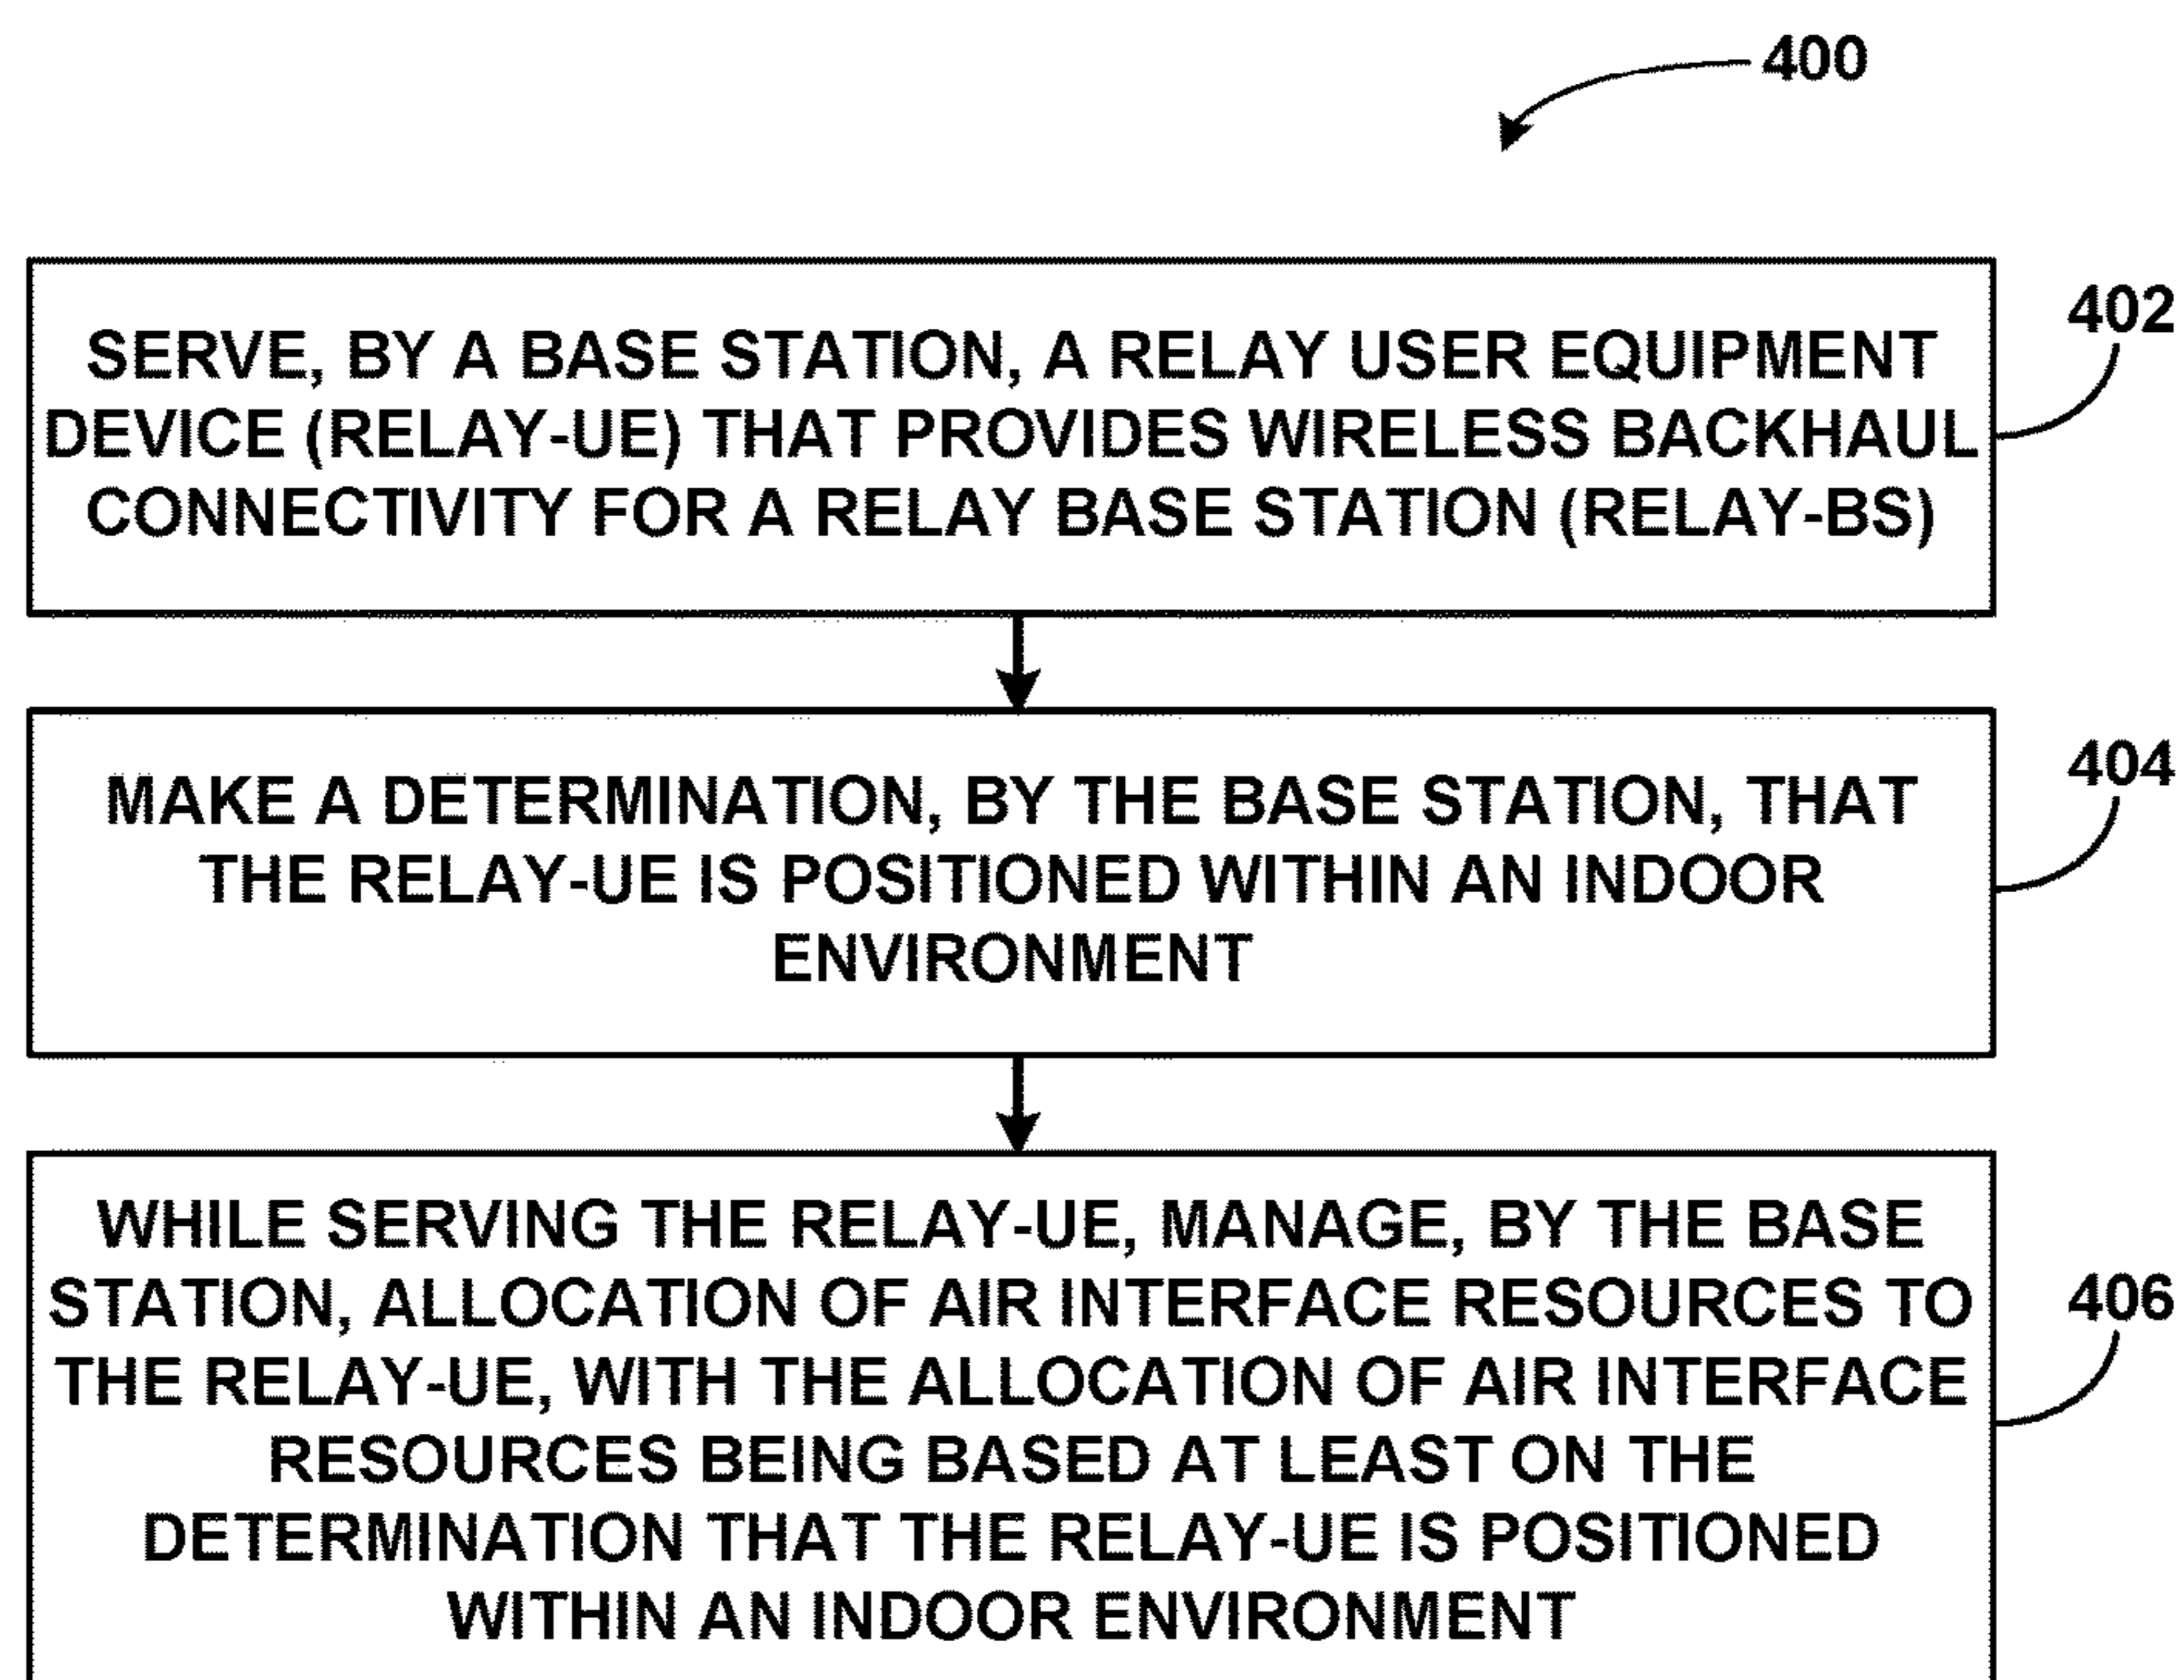 400
SERVE, BY A BASE STATION, A RELAY USER EQUIPMENT
DEVICE (RELAY-UE) THAT PROVIDES WIRELESS BACKHAUL
CONNECTIVITY FOR A RELAY BASE STATION (RELAY-BS)
402
MAKE A DETERMINATION, BY THE BASE STATION, THAT
THE RELAY-UE IS POSITIONED WITHIN AN INDOOR
ENVIRONMENT
404
WHILE SERVING THE RELAY-UE, MANAGE, BY THE BASE
STATION, ALLOCATION OF AIR INTERFACE RESOURCES TO
THE RELAY-UE, WITH THE ALLOCATION OF AIR INTERFACE
RESOURCES BEING BASED AT LEAST ON THE
DETERMINATION THAT THE RELAY-UE IS POSITIONED
WITHIN AN INDOOR ENVIRONMENT
406